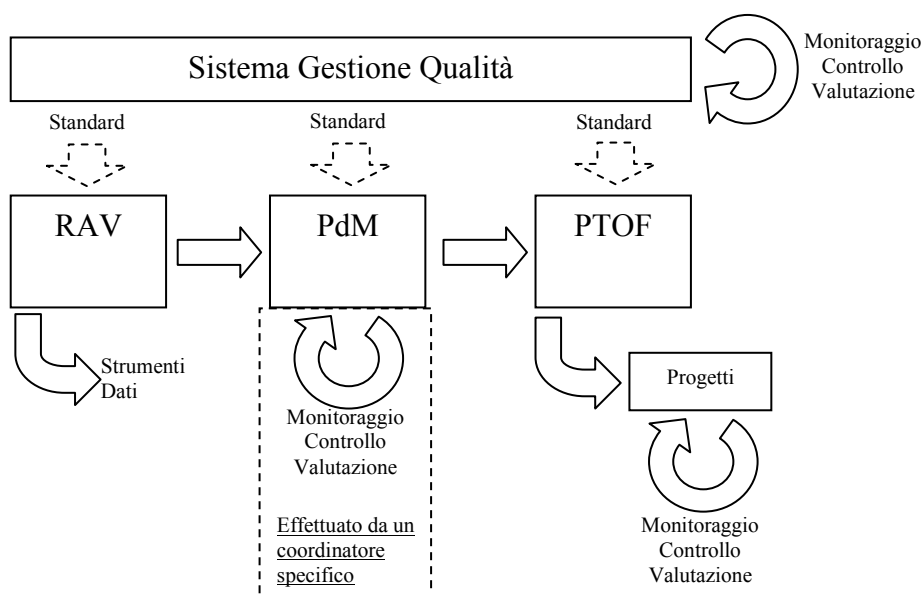 Sistema Gestione Qualità
Monitoraggio
Controllo
Valutazione
Standard
Standard
Standard
RAV
PdM
PTOF
Strumenti
Dati
Progetti
Monitoraggio
Controllo
Valutazione
Effettuato da un
coordinatore
specifico
Monitoraggio
Controllo
Valutazione